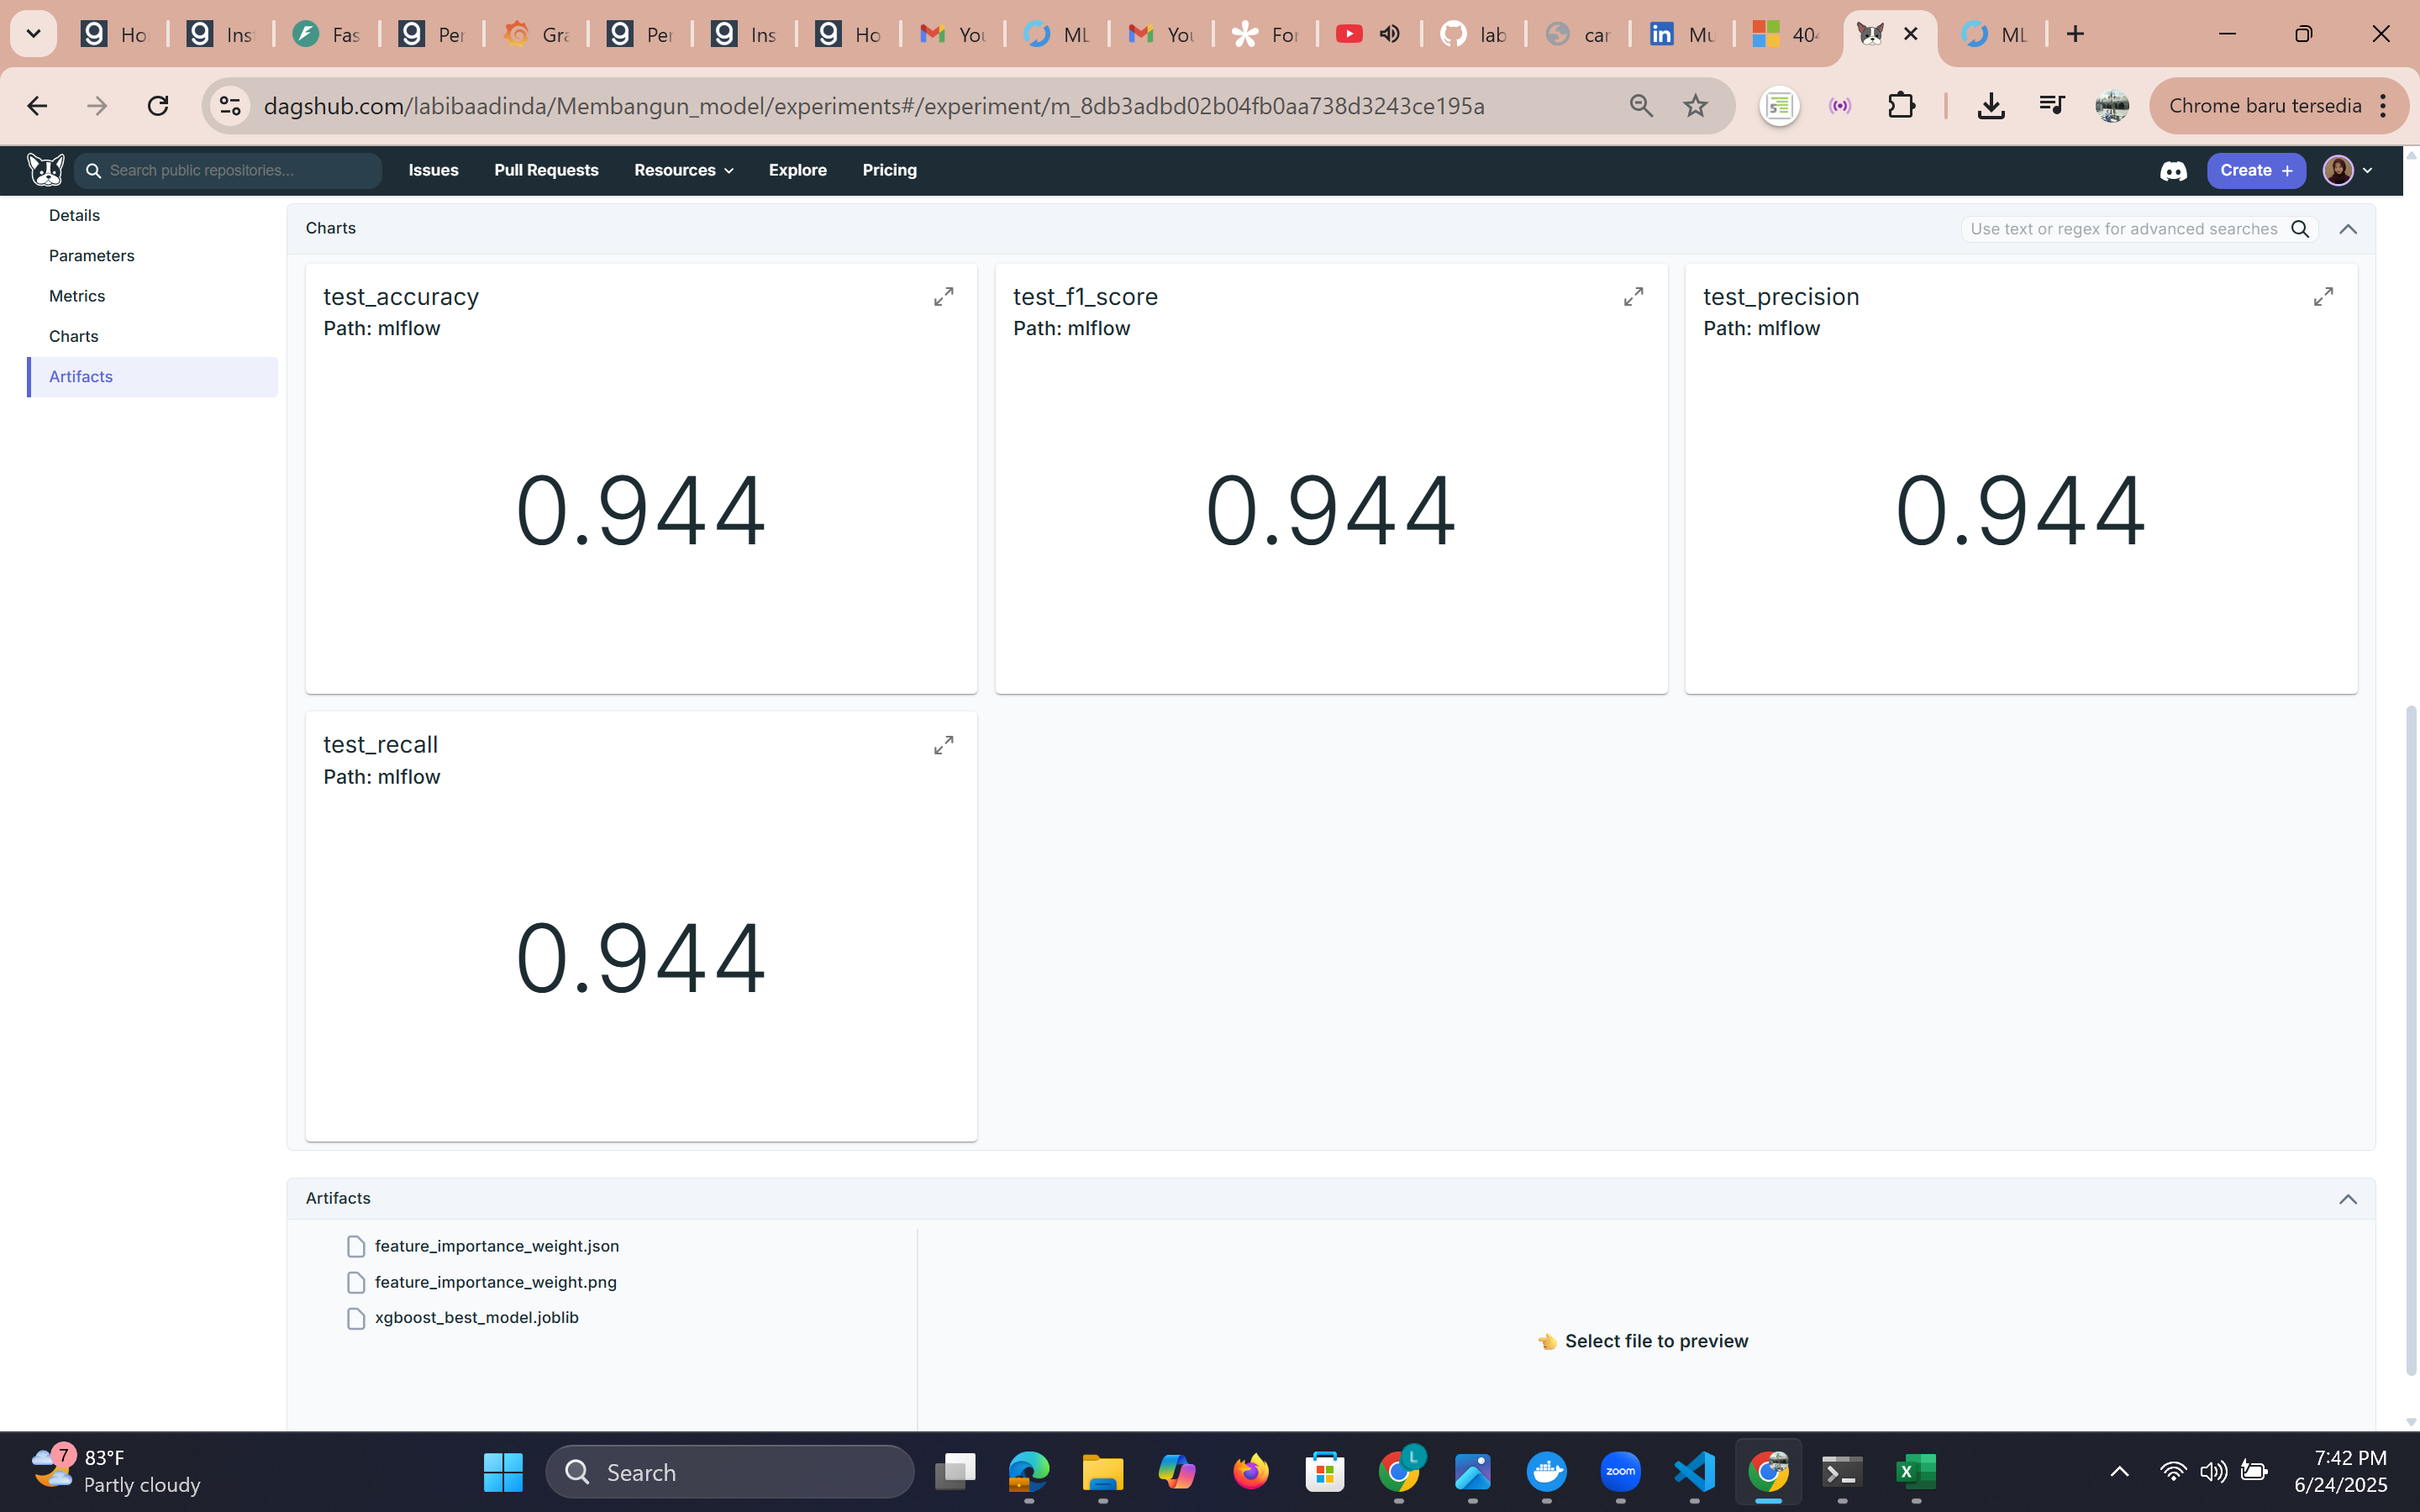 Ho
Ins
Fas
Per
Gra
Per
Ins
Ho
You
ML
You
For
lab
car
in Mu
40
ML
dagshub.com/labibaadinda/Membangun_model/experiments#/experiment/m_8db3adbd02b04fb0aa738d3243ce195a
Chrome baru tersedia
Search public repositories...
Issues
Pull Requests
Resources
Explore
Pricing
Create +
Details
Parameters
Metrics
Charts
Artifacts
Charts
Use text or regex for advanced searches
test_accuracy
Path: mlflow
0.944
test_f1_score
Path: mlflow
0.944
test_precision
Path: mlflow
0.944
test_recall
Path: mlflow
0.944
Artifacts
feature_importance_weight.json
feature_importance_weight.png
xgboost_best_model.joblib
Select file to preview
7
83°F
Partly cloudy
Search
L
zoom
7:42 PM
6/24/2025